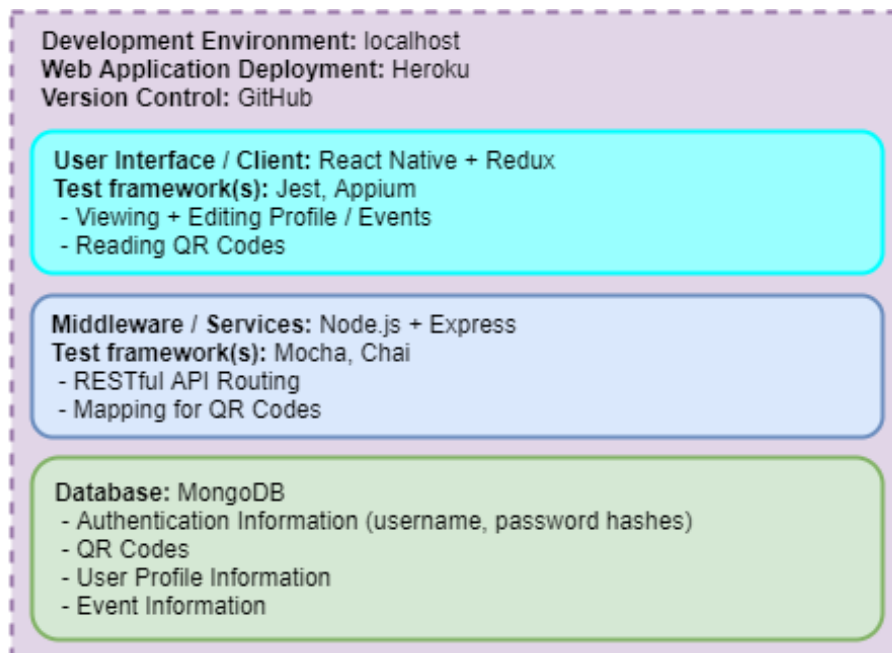 Development Environment: localhost
Web Application Deployment: Heroku
Version Control: GitHub
User Interface / Client: React Native + Redux
Test framework(s): Jest, Appium
- Viewing + Editing Profile / Events
- Reading QR Codes
Middleware / Services: Node.js + Express
Test framework(s): Mocha, Chai
- RESTful API Routing
- Mapping for QR Codes
Database: MongoDB
- Authentication Information (username, password hashes)
- QR Codes
- User Profile Information
- Event Information